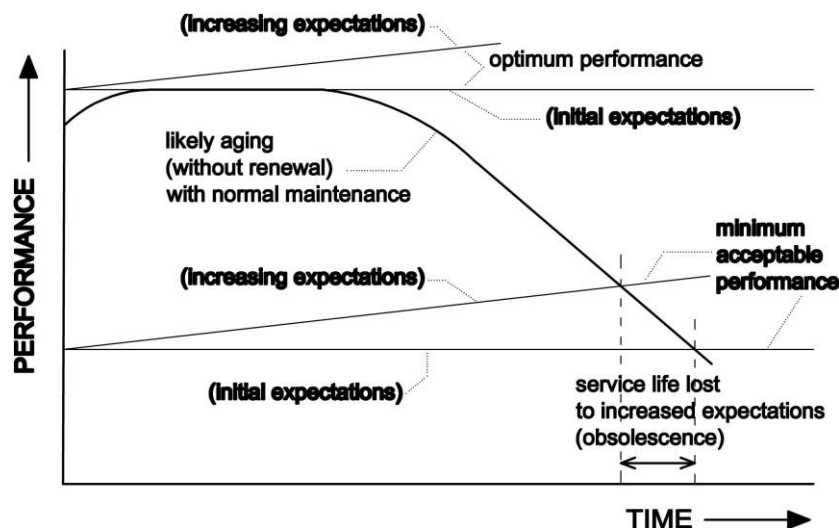 (increasing expectations)
optimum performance
(initial expectations)
likely aging
(without renewal)
with normal maintenance
minimum
acceptable
performance
(increasing expectations)
(initial expectations)
service life lost
to increased expectations
(obsolescence)
PERFORMANCE
TIME